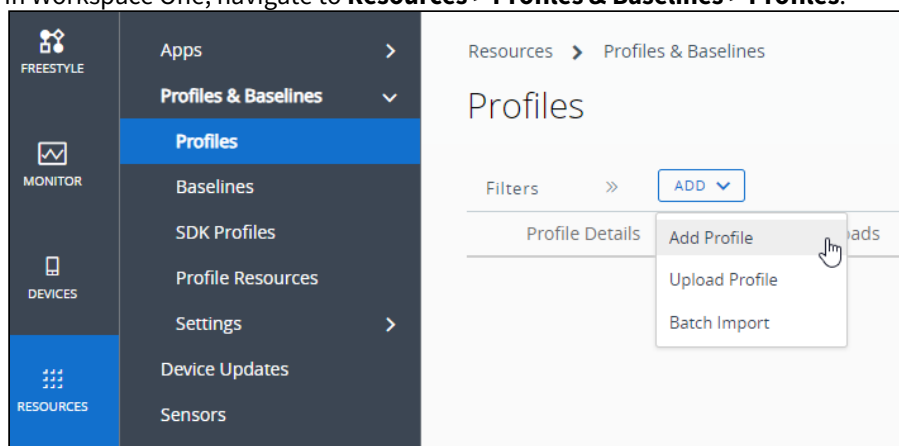 In Workspace One, navigate to Resources > Profiles & Baselines > Profiles.
FREESTYLE
MONITOR
DEVICES
RESOURCES
Apps
Profiles & Baselines
Profiles
Baselines
SDK Profiles
Profile Resources
Settings
Device Updates
Sensors
Resources > Profiles & Baselines
Profiles
Filters » ADD
Profile Details
Add Profile
Upload Profile
Batch Import